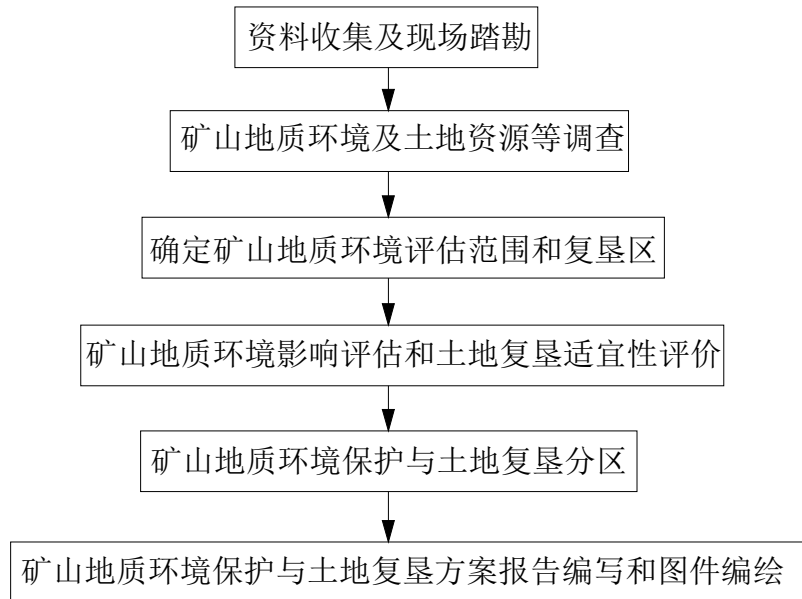 资料收集及现场踏勘
矿山地质环境及土地资源等调查
确定矿山地质环境评估范围和复垦区
矿山地质环境影响评估和土地复垦适宜性评价
矿山地质环境保护与土地复垦分区
矿山地质环境保护与土地复垦方案报告编写和图件编绘